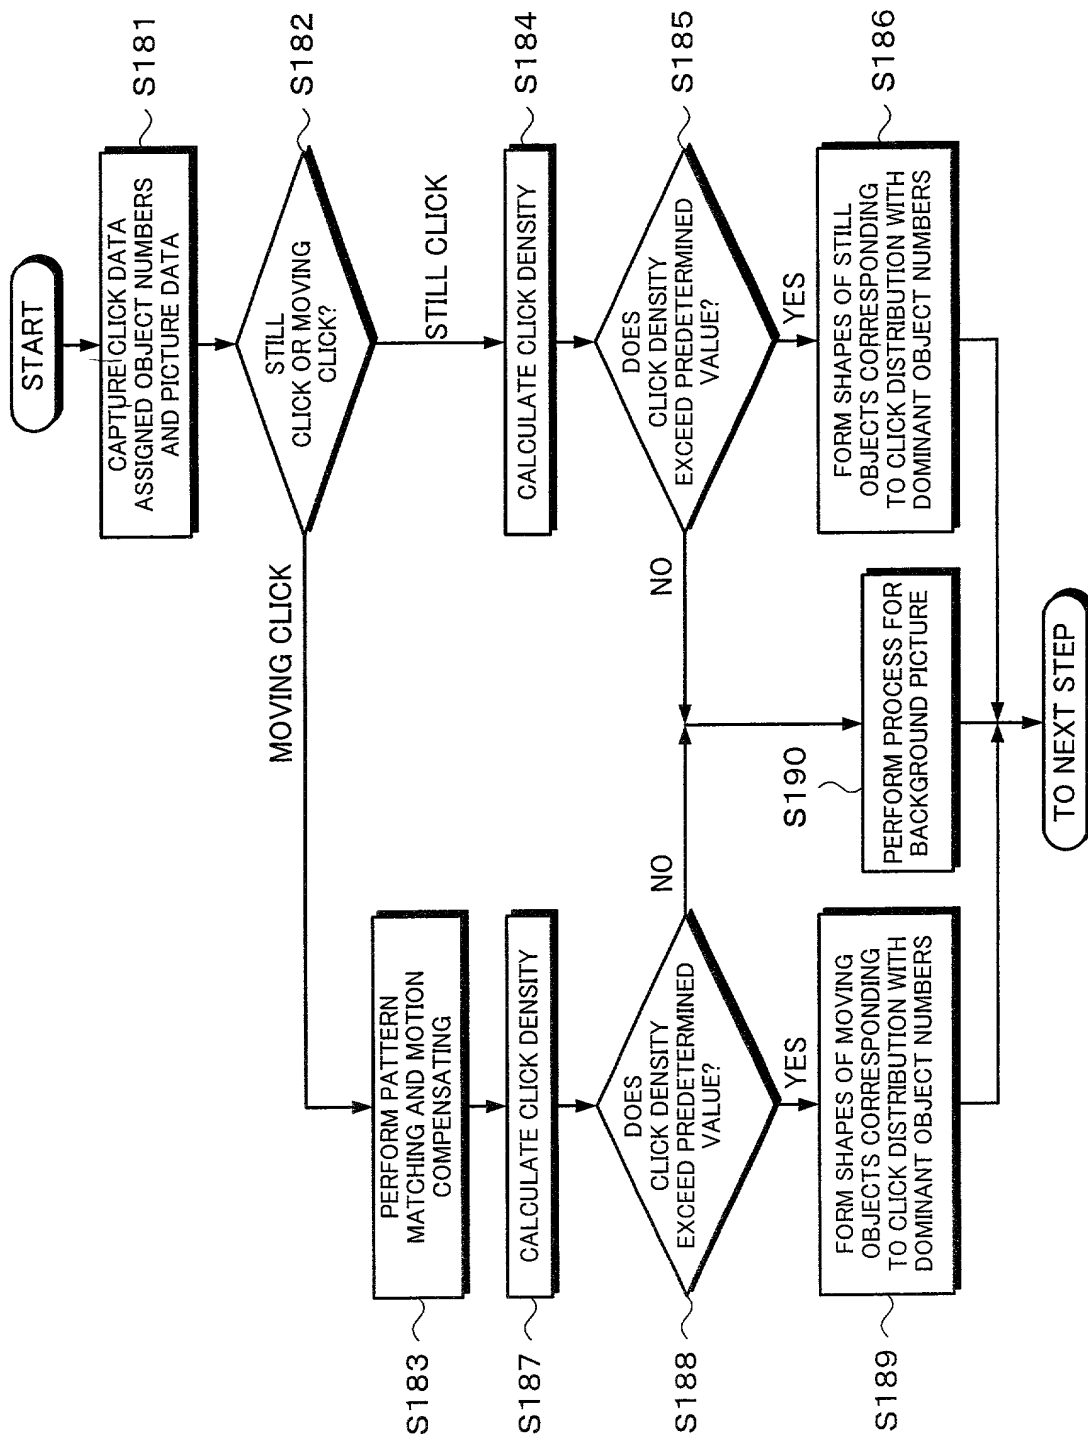 START
CAPTURE CLICK DATA
ASSIGNED OBJECT NUMBERS
AND PICTURE DATA
S181
STILL
CLICK OR MOVING
CLICK?
S182
MOVING CLICK
STILL CLICK
PERFORM PATTERN
MATCHING AND MOTION
COMPENSATING
S183
CALCULATE CLICK DENSITY
S184
CALCULATE CLICK DENSITY
S187
DOES
CLICK DENSITY
EXCEED PREDETERMINED
VALUE?
S185
NO
YES
DOES
CLICK DENSITY
EXCEED PREDETERMINED
VALUE?
S188
NO
YES
FORM SHAPES OF STILL
OBJECTS CORRESPONDING
TO CLICK DISTRIBUTION WITH
DOMINANT OBJECT NUMBERS
S186
S190
PERFORM PROCESS FOR
BACKGROUND PICTURE
FORM SHAPES OF MOVING
OBJECTS CORRESPONDING
TO CLICK DISTRIBUTION WITH
DOMINANT OBJECT NUMBERS
S189
TO NEXT STEP